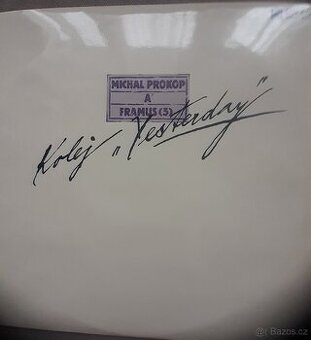 MICHAL PROKOP
A
FRAMUS (5)
Kolej „Yesterday“
Bazos.cz